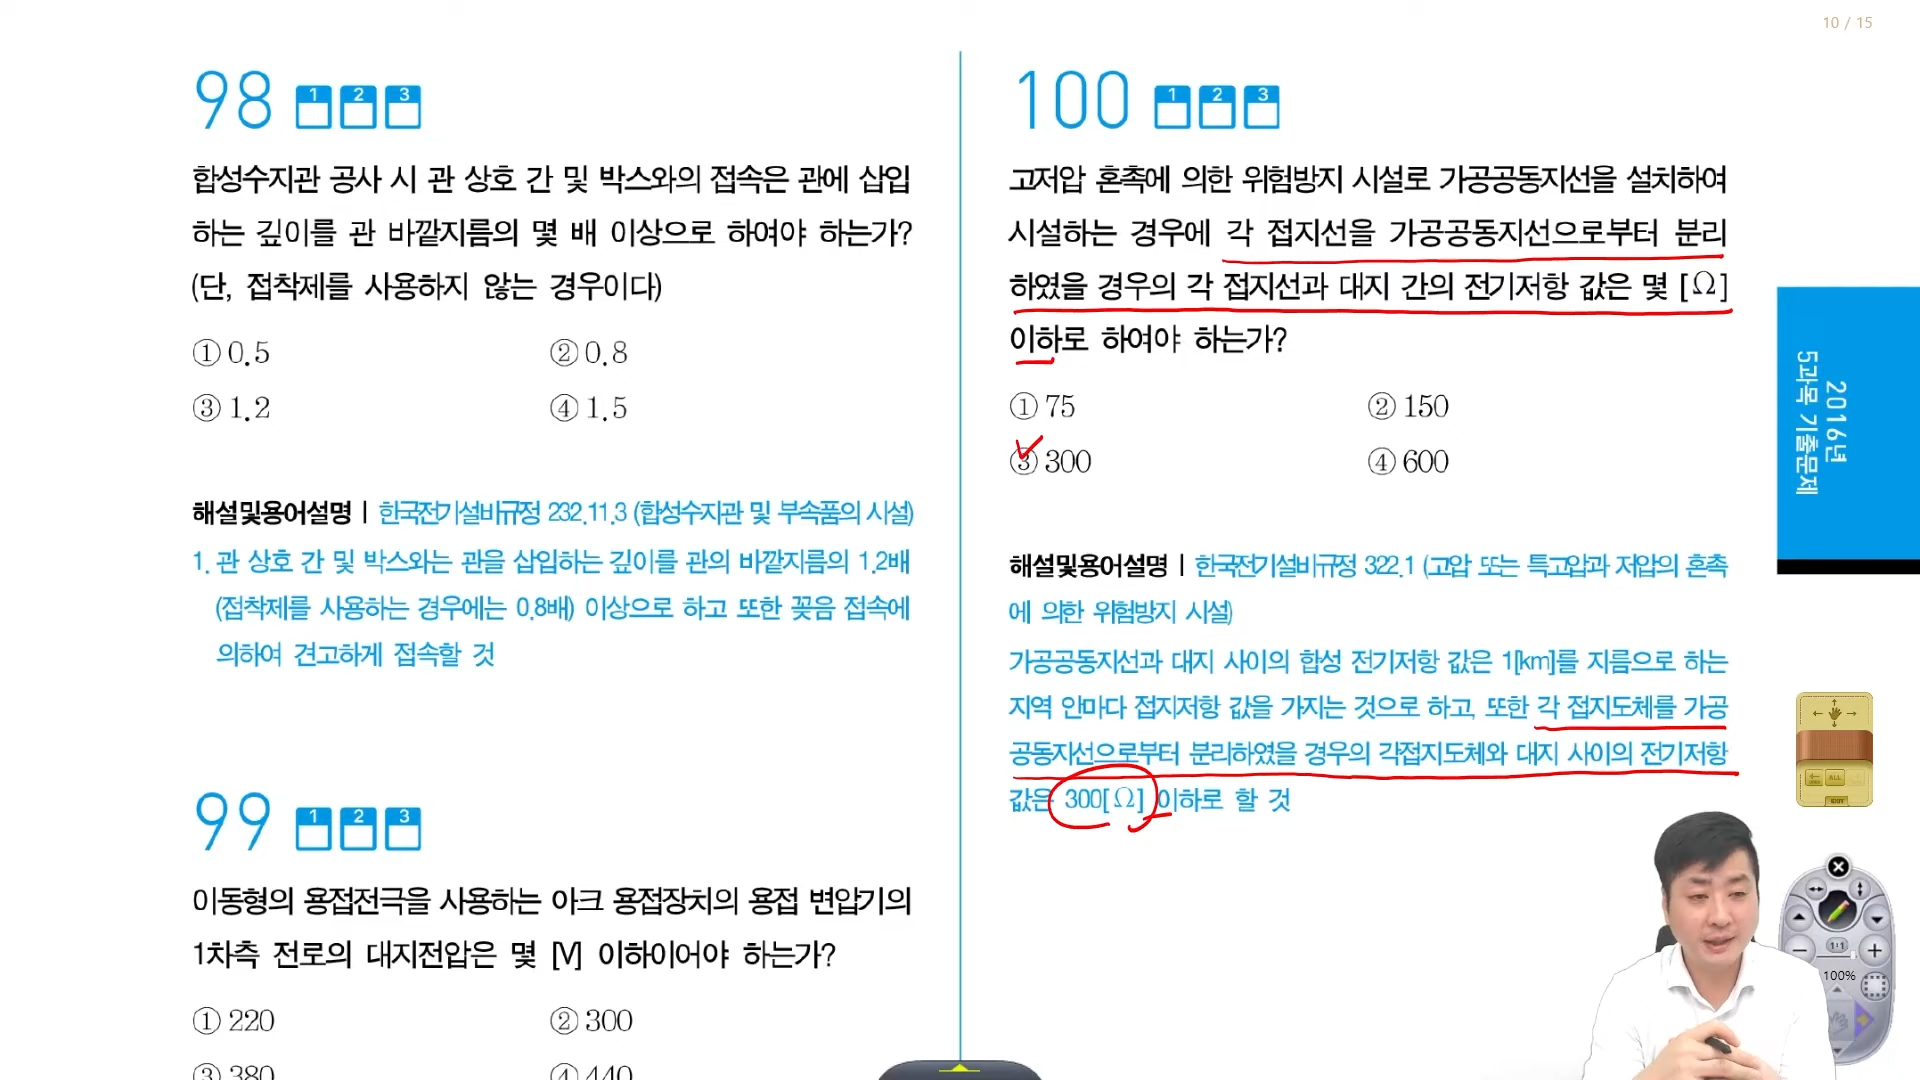 10 / 15
98 1 2 3
합성수지관 공사 시 관 상호 간 및 박스와의 접속은 관에 삽입
하는 깊이를 관 바깥지름의 몇 배 이상으로 하여야 하는가?
(단, 접착제를 사용하지 않는 경우이다)
① 0.5 ② 0.8
③ 1.2 ④ 1.5
해설및용어설명 | 한국전기설비규정 232.11.3 (합성수지관 및 부속품의 시설)
1. 관 상호 간 및 박스와는 관을 삽입하는 깊이를 관의 바깥지름의 1.2배
(접착제를 사용하는 경우에는 0.8배) 이상으로 하고 또한 꽂음 접속에
의하여 견고하게 접속할 것
99 1 2 3
이동형의 용접전극을 사용하는 아크 용접장치의 용접 변압기의
1차측 전로의 대지전압은 몇 [V] 이하이어야 하는가?
① 220 ② 300
③ 380 ④ 440
100 1 2 3
고저압 혼촉에 의한 위험방지 시설로 가공공동지선을 설치하여
시설하는 경우에 각 접지선을 가공공동지선으로부터 분리
하였을 경우의 각 접지선과 대지 간의 전기저항 값은 몇 [Ω]
이하로 하여야 하는가?
① 75 ② 150
③ 300 ④ 600
해설및용어설명 | 한국전기설비규정 322.1 (고압 또는 특고압과 저압의 혼촉
에 의한 위험방지 시설)
가공공동지선과 대지 사이의 합성 전기저항 값은 1[km]를 지름으로 하는
지역 안마다 접지저항 값을 가지는 것으로 하고, 또한 각 접지도체를 가공
공동지선으로부터 분리하였을 경우의 각접지도체와 대지 사이의 전기저항
값은 300[Ω] 이하로 할 것
2016년
5과목 기출문제
ALL
EXIT
1:1
100%